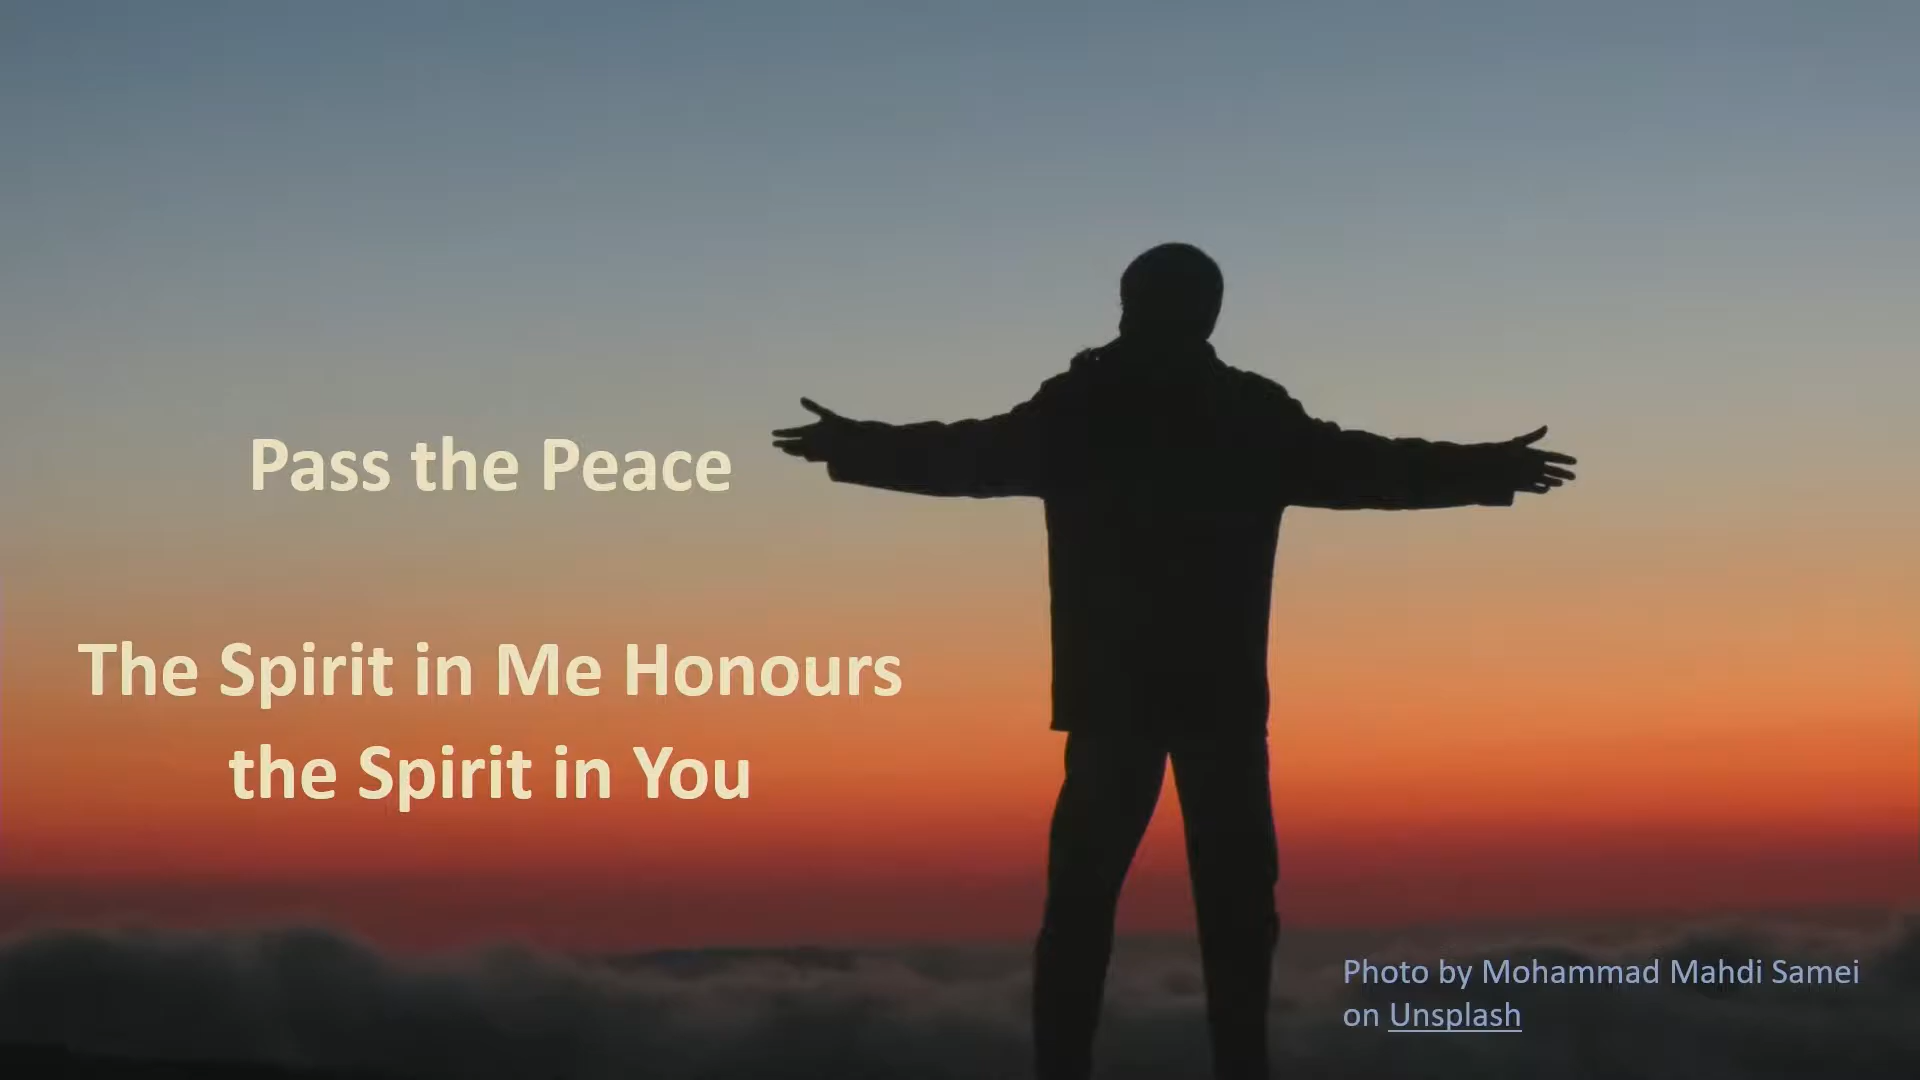 Pass the Peace
The Spirit in Me Honours
the Spirit in You
Photo by Mohammad Mahdi Samei
on Unsplash